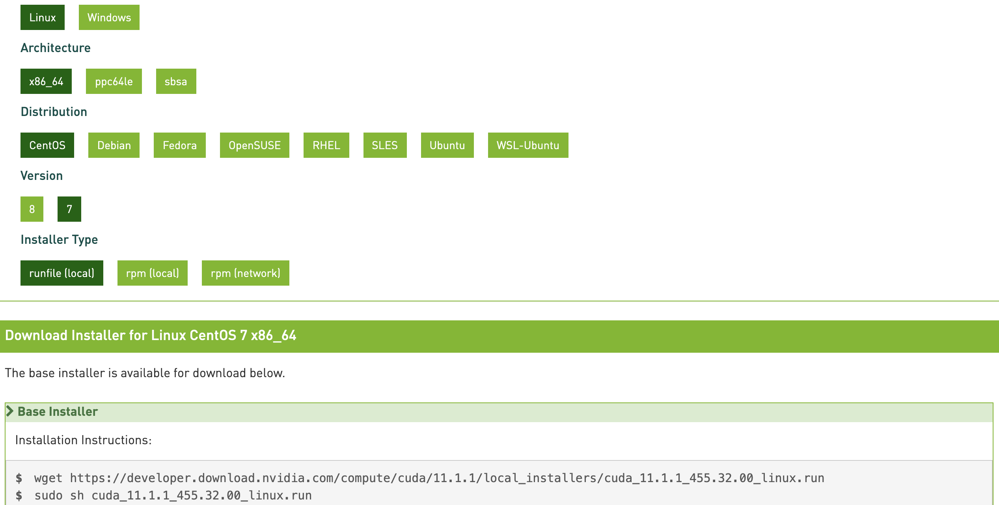 Linux Windows
Architecture
x86_64 ppc64le sbsa
Distribution
CentOS Debian Fedora OpenSUSE RHEL SLES Ubuntu WSL-Ubuntu
Version
8 7
Installer Type
runfile (local) rpm (local) rpm (network)
Download Installer for Linux CentOS 7 x86_64
The base installer is available for download below.
Base Installer
Installation Instructions:
$ wget https://developer.download.nvidia.com/compute/cuda/11.1.1/local_installers/cuda_11.1.1_455.32.00_linux.run
$ sudo sh cuda_11.1.1_455.32.00_linux.run